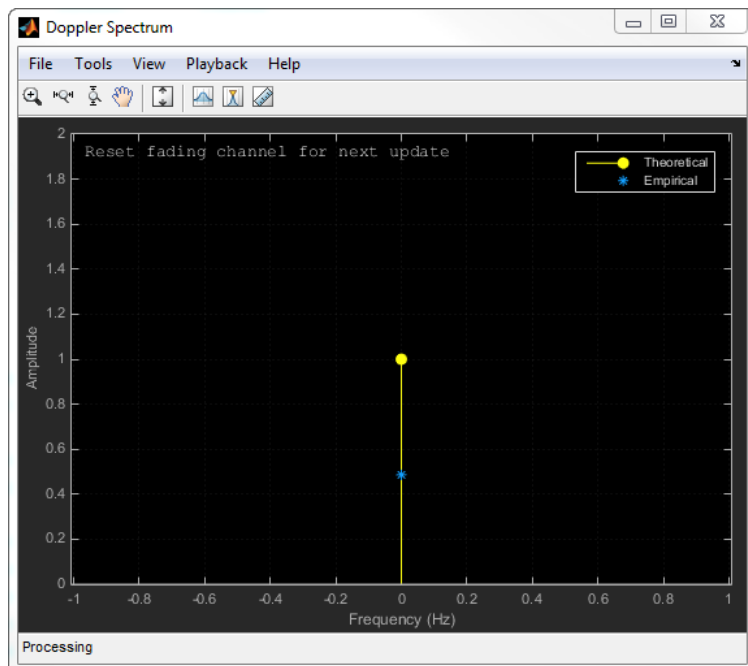 Doppler Spectrum
File Tools View Playback Help
Reset fading channel for next update
Theoretical
Empirical
2
1.8
1.6
1.4
1.2
1
0.8
0.6
0.4
0.2
0
Amplitude
-1 -0.8 -0.6 -0.4 -0.2 0 0.2 0.4 0.6 0.8 1
Frequency (Hz)
Processing